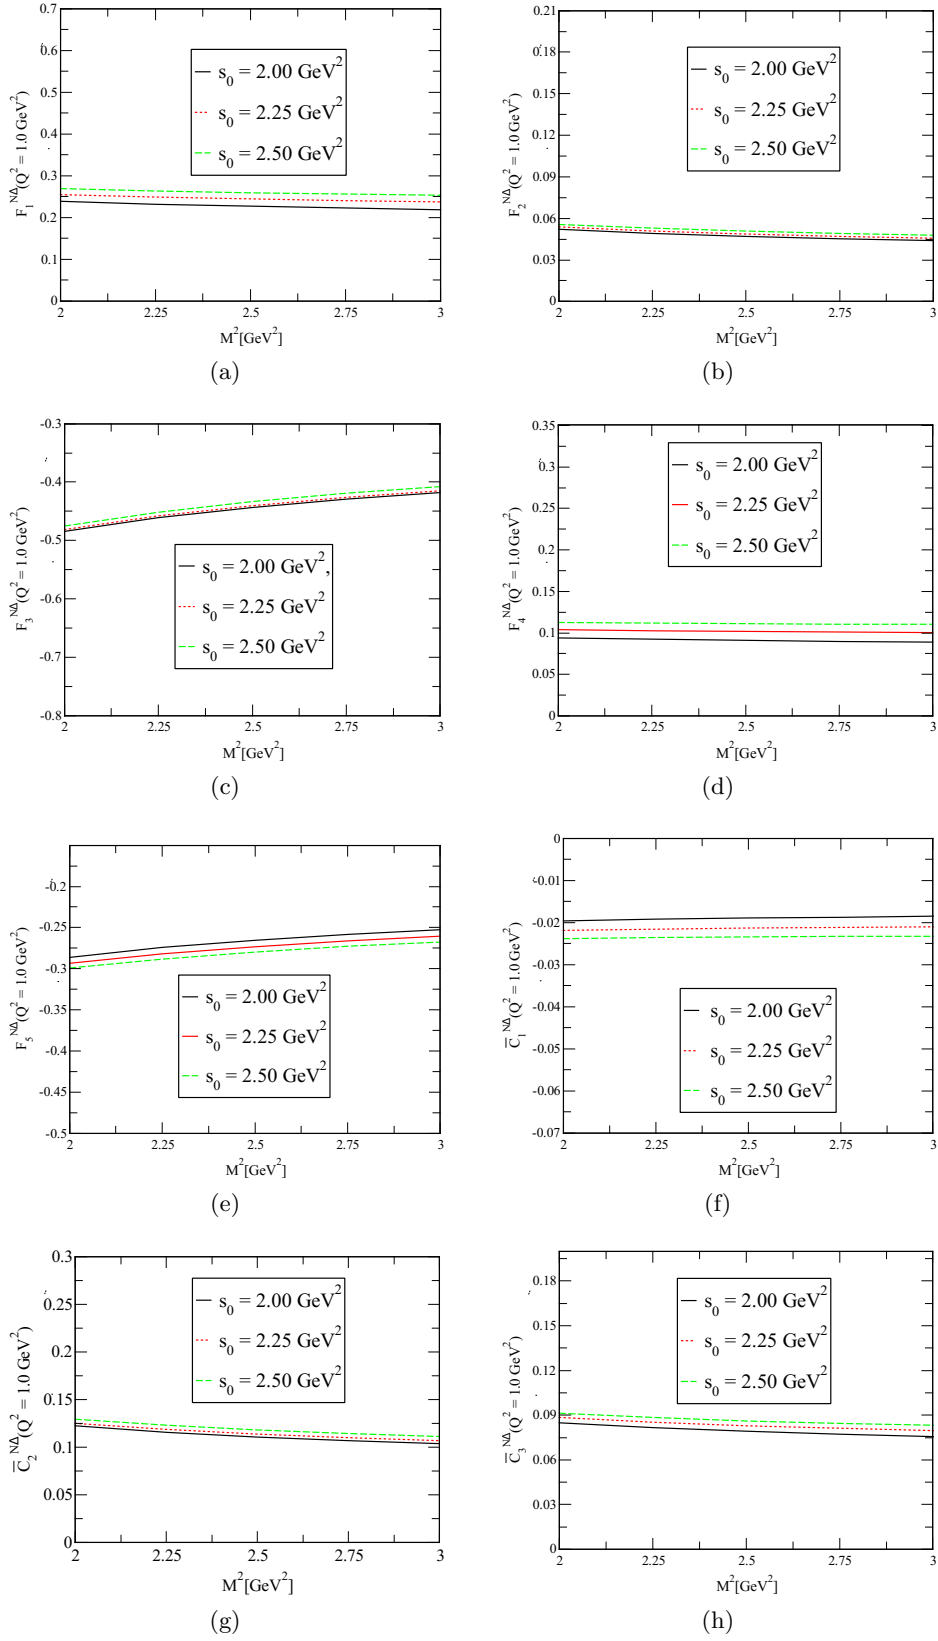 0.7
0.6
0.5
0.4
0.3
0.2
0.1
0
F₁^NΔ(Q² = 1.0 GeV²)
s₀ = 2.00 GeV²
s₀ = 2.25 GeV²
s₀ = 2.50 GeV²
2 2.25 2.5 2.75 3
M²[GeV²]
(a)
0.21
0.18
0.15
0.12
0.09
0.06
0.03
0
F₂^NΔ(Q² = 1.0 GeV²)
s₀ = 2.00 GeV²
s₀ = 2.25 GeV²
s₀ = 2.50 GeV²
2 2.25 2.5 2.75 3
M²[GeV²]
(b)
-0.3
-0.4
-0.5
-0.6
-0.7
-0.8
F₃^NΔ(Q² = 1.0 GeV²)
s₀ = 2.00 GeV²,
s₀ = 2.25 GeV²
s₀ = 2.50 GeV²
2 2.25 2.5 2.75 3
M²[GeV²]
(c)
0.35
0.3
0.25
0.2
0.15
0.1
0.05
0
F₄^NΔ(Q² = 1.0 GeV²)
s₀ = 2.00 GeV²
s₀ = 2.25 GeV²
s₀ = 2.50 GeV²
2 2.25 2.5 2.75 3
M²[GeV²]
(d)
-0.2
-0.25
-0.3
-0.35
-0.4
-0.45
-0.5
F₅^NΔ(Q² = 1.0 GeV²)
s₀ = 2.00 GeV²
s₀ = 2.25 GeV²
s₀ = 2.50 GeV²
2 2.25 2.5 2.75 3
M²[GeV²]
(e)
0
-0.01
-0.02
-0.03
-0.04
-0.05
-0.06
-0.07
C̅₁^NΔ(Q² = 1.0 GeV²)
s₀ = 2.00 GeV²
s₀ = 2.25 GeV²
s₀ = 2.50 GeV²
2 2.25 2.5 2.75 3
M²[GeV²]
(f)
0.3
0.25
0.2
0.15
0.1
0.05
0
C̅₂^NΔ(Q² = 1.0 GeV²)
s₀ = 2.00 GeV²
s₀ = 2.25 GeV²
s₀ = 2.50 GeV²
2 2.25 2.5 2.75 3
M²[GeV²]
(g)
0.18
0.15
0.12
0.09
0.06
0.03
0
C̅₃^NΔ(Q² = 1.0 GeV²)
s₀ = 2.00 GeV²
s₀ = 2.25 GeV²
s₀ = 2.50 GeV²
2 2.25 2.5 2.75 3
M²[GeV²]
(h)